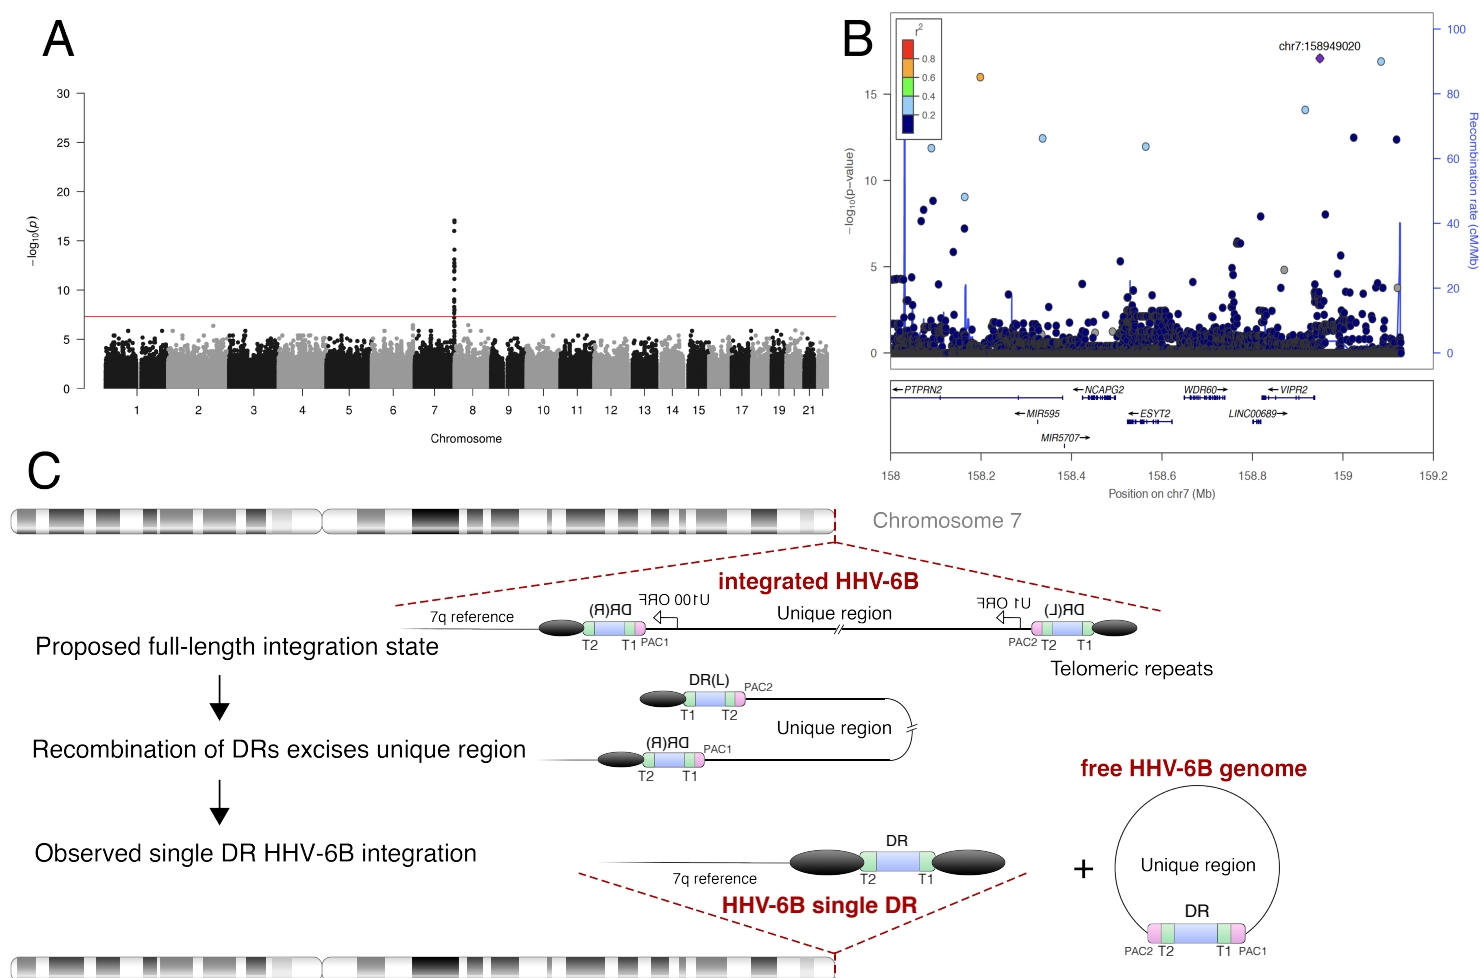 A
30
25
20
15
10
5
0
−log10(p)
1 2 3 4 5 6 7 8 9 10 11 12 13 14 15 17 19 21
Chromosome
B
r2
0.8
0.6
0.4
0.2
chr7:158949020
15
10
5
0
−log10(p−value)
100
80
60
40
20
0
Recombination rate (cM/Mb)
←PTPRN2 ←NCAPG2 WDR60→ ←VIPR2
←MIR595 ←ESYT2 LINC00689→
MIR5707→
158 158.2 158.4 158.6 158.8 159 159.2
Position on chr7 (Mb)
C
Chromosome 7
integrated HHV-6B
7q reference
DR(R)
U100 ORF
Unique region
U1 ORF
DR(L)
T2 T1 PAC1
PAC2 T2 T1
Proposed full-length integration state
Telomeric repeats
DR(L)
PAC2
T1 T2
Unique region
Recombination of DRs excises unique region
DR(R)
PAC1
T2 T1
free HHV-6B genome
Observed single DR HHV-6B integration
DR
7q reference
T2 T1
HHV-6B single DR
+
Unique region
DR
PAC2 T2 T1 PAC1